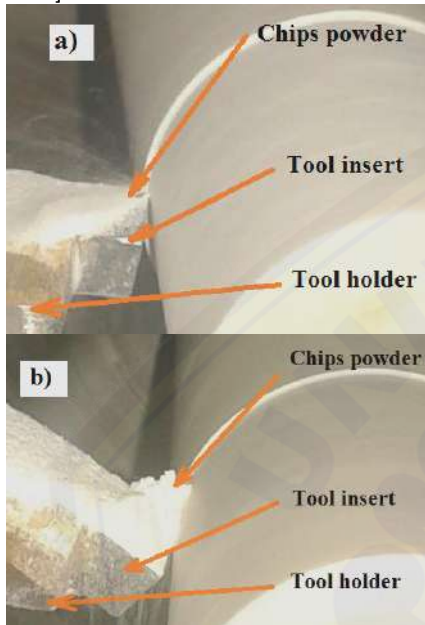 a)
Chips powder
Tool insert
Tool holder
b)
Chips powder
Tool insert
Tool holder